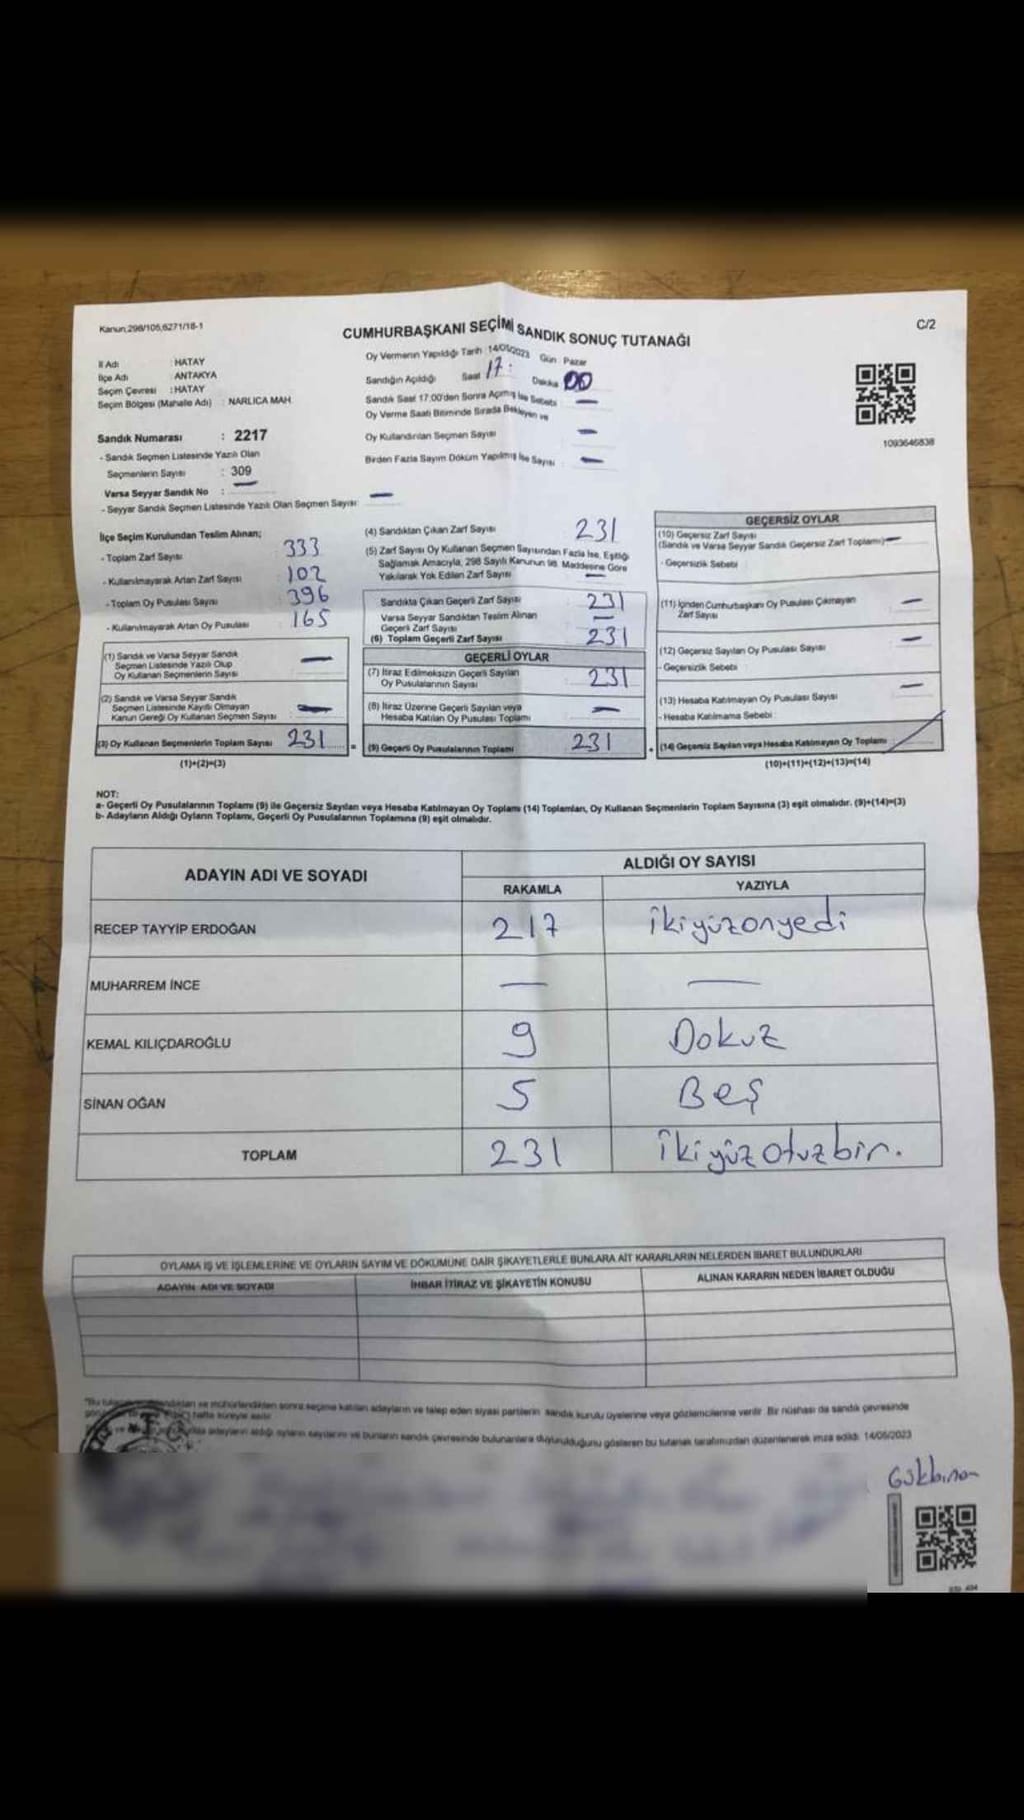 Kanun;298/105,6271/18-1
C/2
CUMHURBAŞKANI SEÇİMİ SANDIK SONUÇ TUTANAĞI
İl Adı : HATAY
İlçe Adı : ANTAKYA
Seçim Çevresi : HATAY
Seçim Bölgesi (Mahalle Adı) : NARLICA MAH.
Sandık Numarası : 2217
- Sandık Seçmen Listesinde Yazılı Olan
Seçmenlerin Sayısı : 309
Varsa Seyyar Sandık No : —
- Seyyar Sandık Seçmen Listesinde Yazılı Olan Seçmen Sayısı: —
Oy Vermenin Yapıldığı Tarih :14/05/2023 Gün Pazar
Sandığın Açıldığı Saat 17: Dakika 00
Sandık Saat 17:00'den Sonra Açımış İse Sebebi : —
Oy Verme Saati Bitiminde Sırada Bekleyen ve
Oy Kullandırılan Seçmen Sayısı —
Birden Fazla Sayım Döküm Yapılmış İse Sayısı : —
1093646838
İlçe Seçim Kurulundan Teslim Alınan;
- Toplam Zarf Sayısı 333
- Kullanılmayarak Artan Zarf Sayısı 102
- Toplam Oy Pusulası Sayısı 396
- Kullanılmayarak Artan Oy Pusulası 165
(1) Sandık ve Varsa Seyyar Sandık
Seçmen Listesinde Yazılı Olup
Oy Kullanan Seçmenlerin Sayısı —
(2) Sandık ve Varsa Seyyar Sandık
Seçmen Listesinde Kayıtlı Olmayan
Kanun Gereği Oy Kullanan Seçmen Sayısı —
(3) Oy Kullanan Seçmenlerin Toplam Sayısı 231
(1)+(2)=(3)
(4) Sandıktan Çıkan Zarf Sayısı 231
(5) Zarf Sayısı Oy Kullanan Seçmen Sayısından Fazla İse, Eşitliği
Sağlamak Amacıyla, 298 Sayılı Kanunun 98. Maddesine Göre
Yakılarak Yok Edilen Zarf Sayısı —
Sandıkta Çıkan Geçerli Zarf Sayısı 231
Varsa Seyyar Sandıktan Teslim Alınan
Geçerli Zarf Sayısı —
(6) Toplam Geçerli Zarf Sayısı 231
GEÇERLİ OYLAR
(7) İtiraz Edilmeksizin Geçerli Sayılan
Oy Pusulalarının Sayısı 231
(8) İtiraz Üzerine Geçerli Sayılan veya
Hesaba Katılan Oy Pusulası Toplamı —
= (9) Geçerli Oy Pusulalarının Toplamı 231
GEÇERSİZ OYLAR
(10) Geçersiz Zarf Sayısı
(Sandık ve Varsa Seyyar Sandık Geçersiz Zarf Toplamı) —
- Geçersizlik Sebebi
(11) İçinden Cumhurbaşkanı Oy Pusulası Çıkmayan
Zarf Sayısı —
(12) Geçersiz Sayılan Oy Pusulası Sayısı —
- Geçersizlik Sebebi
(13) Hesaba Katılmayan Oy Pusulası Sayısı —
- Hesaba Katılmama Sebebi
+ (14) Geçersiz Sayılan veya Hesaba Katılmayan Oy Toplamı
(10)+(11)+(12)+(13)=(14)
NOT:
a- Geçerli Oy Pusulalarının Toplamı (9) ile Geçersiz Sayılan veya Hesaba Katılmayan Oy Toplamı (14) Toplamları, Oy Kullanan Seçmenlerin Toplam Sayısına (3) eşit olmalıdır. (9)+(14)=(3)
b- Adayların Aldığı Oyların Toplamı, Geçerli Oy Pusulalarının Toplamına (9) eşit olmalıdır.
ADAYIN ADI VE SOYADI
ALDIĞI OY SAYISI
RAKAMLA YAZIYLA
RECEP TAYYİP ERDOĞAN 217 ikiyüzonyedi
MUHARREM İNCE — —
KEMAL KILIÇDAROĞLU 9 Dokuz
SİNAN OĞAN 5 Beş
TOPLAM 231 ikiyüzotuzbir.
OYLAMA İŞ VE İŞLEMLERİNE VE OYLARIN SAYIM VE DÖKÜMÜNE DAİR ŞİKAYETLERLE BUNLARA AİT KARARLARIN NELERDEN İBARET BULUNDUKLARI
ADAYIN ADI VE SOYADI İHBAR İTİRAZ VE ŞİKAYETİN KONUSU ALINAN KARARIN NEDEN İBARET OLDUĞU
ve mühürlendikten sonra seçime katılan adayların ve talep eden siyasi partilerin sandık kurulu üyelerine veya gözlemcilerine verilir. Bir nüshası da sandık çevresinde
hafta süreyle asılır.
adayların aldığı oyların sayılarını ve bunların sandık çevresinde bulunanlara duyurulduğunu gösteren bu tutanak tarafımızdan düzenlenerek imza edildi. 14/05/2023
T.C.